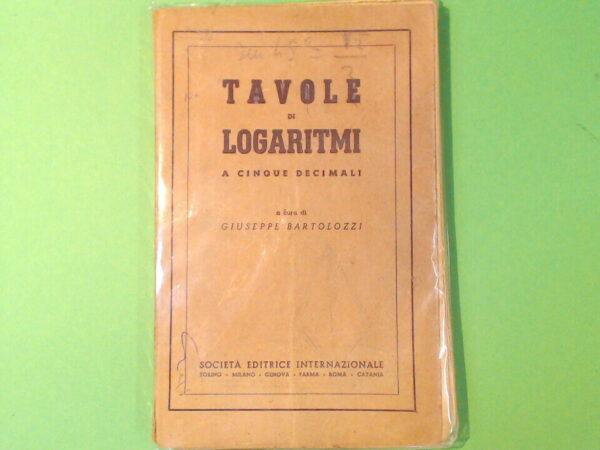 TAVOLE
DI
LOGARITMI
A CINQUE DECIMALI
a cura di
GIUSEPPE BARTOLOZZI
SOCIETÀ EDITRICE INTERNAZIONALE
TORINO - MILANO - GENOVA - PARMA - ROMA - CATANIA